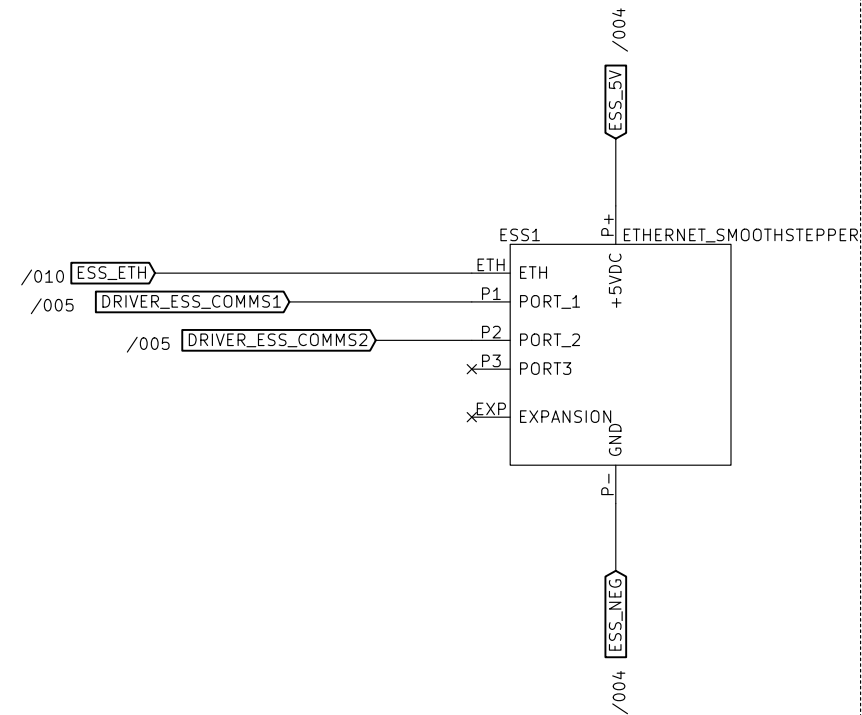 /004
ESS_5V
P+
ESS1
ETHERNET_SMOOTHSTEPPER
+5VDC
/010 ESS_ETH ETH ETH
/005 DRIVER_ESS_COMMS1 P1 PORT_1
/005 DRIVER_ESS_COMMS2 P2 PORT_2
P3 PORT3
EXP EXPANSION
GND
P-
ESS_NEG
/004